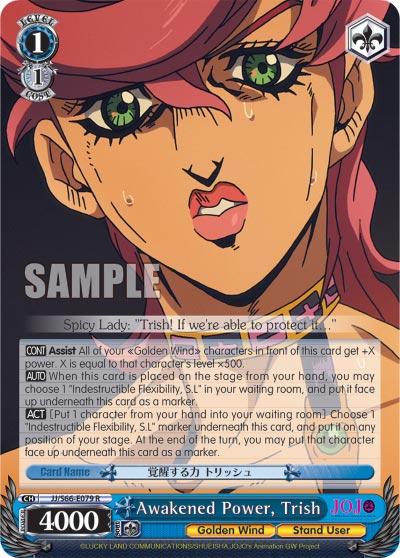 LEVEL
1
1
COST
SAMPLE
Spicy Lady: "Trish! If we're able to protect it..."
CONT Assist All of your «Golden Wind» characters in front of this card get +X
power. X is equal to that character's level ×500.
AUTO When this card is placed on the stage from your hand, you may
choose 1 "Indestructible Flexibility, S.L" in your waiting room, and put it face
up underneath this card as a marker.
ACT [Put 1 character from your hand into your waiting room] Choose 1
"Indestructible Flexibility, S.L" marker underneath this card, and put it on any
position of your stage. At the end of the turn, you may put that character
face up underneath this card as a marker.
Card Name 覚醒する力 トリッシュ
CH JJ/S66-E079 R
POWER 4000 SOUL Awakened Power, Trish JOJO
Golden Wind Stand User
©LUCKY LAND COMMUNICATIONS/SHUEISHA,JOJO's Animation GW Project